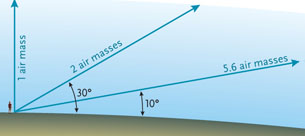 1 air mass
2 air masses
5.6 air masses
30°
10°